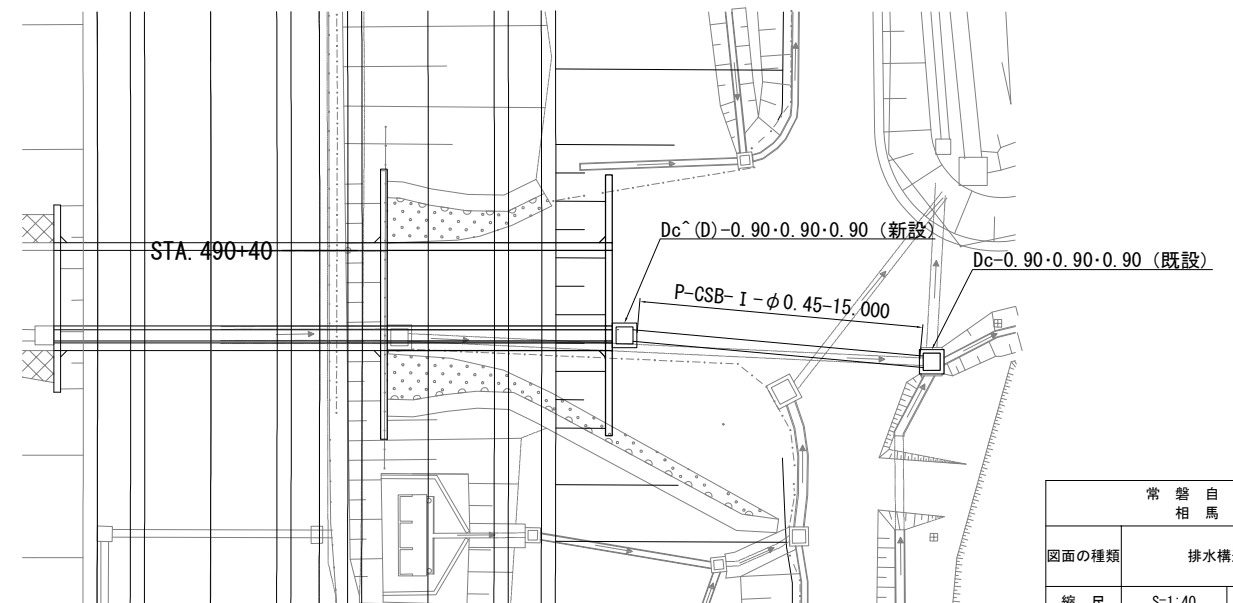 Dc^(D)-0.90·0.90·0.90（新設）
STA. 490+40
Dc-0.90·0.90·0.90（既設）
P-CSB-Ⅰ-φ0.45-15.000
常 磐 自
相 馬
図面の種類
排水構
縮 尺
S=1:40